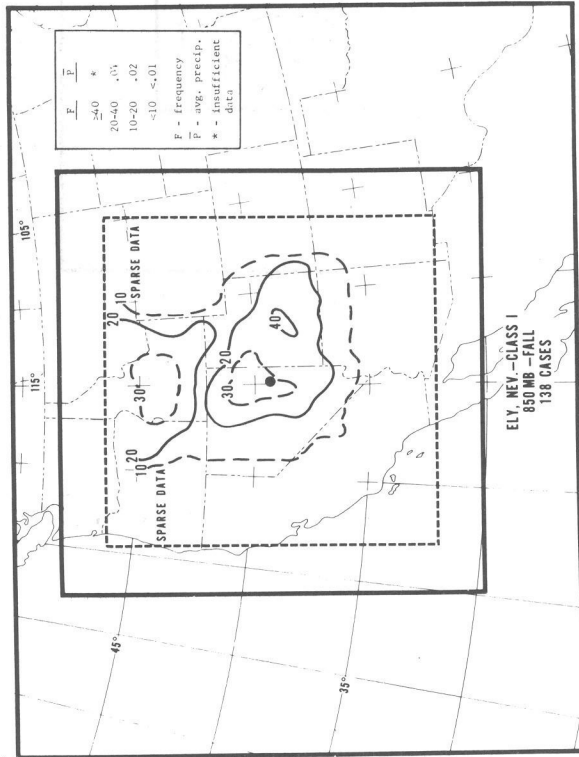 105°
115°
45°
35°
F P̄
≥40 *
20-40
10-20 .02
<10 <.01
F - frequency
P̄ - avg. precip.
* - insufficient
data
20
10
SPARSE DATA
30
10
20
SPARSE DATA
20
30
40
ELY, NEV.-CLASS I
850 MB -FALL
138 CASES